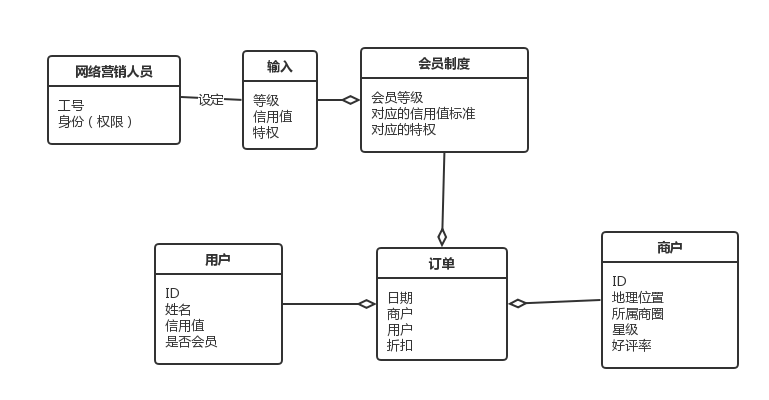 网络营销人员
工号
身份（权限）
设定
输入
等级
信用值
特权
会员制度
会员等级
对应的信用值标准
对应的特权
用户
ID
姓名
信用值
是否会员
订单
日期
商户
用户
折扣
商户
ID
地理位置
所属商圈
星级
好评率